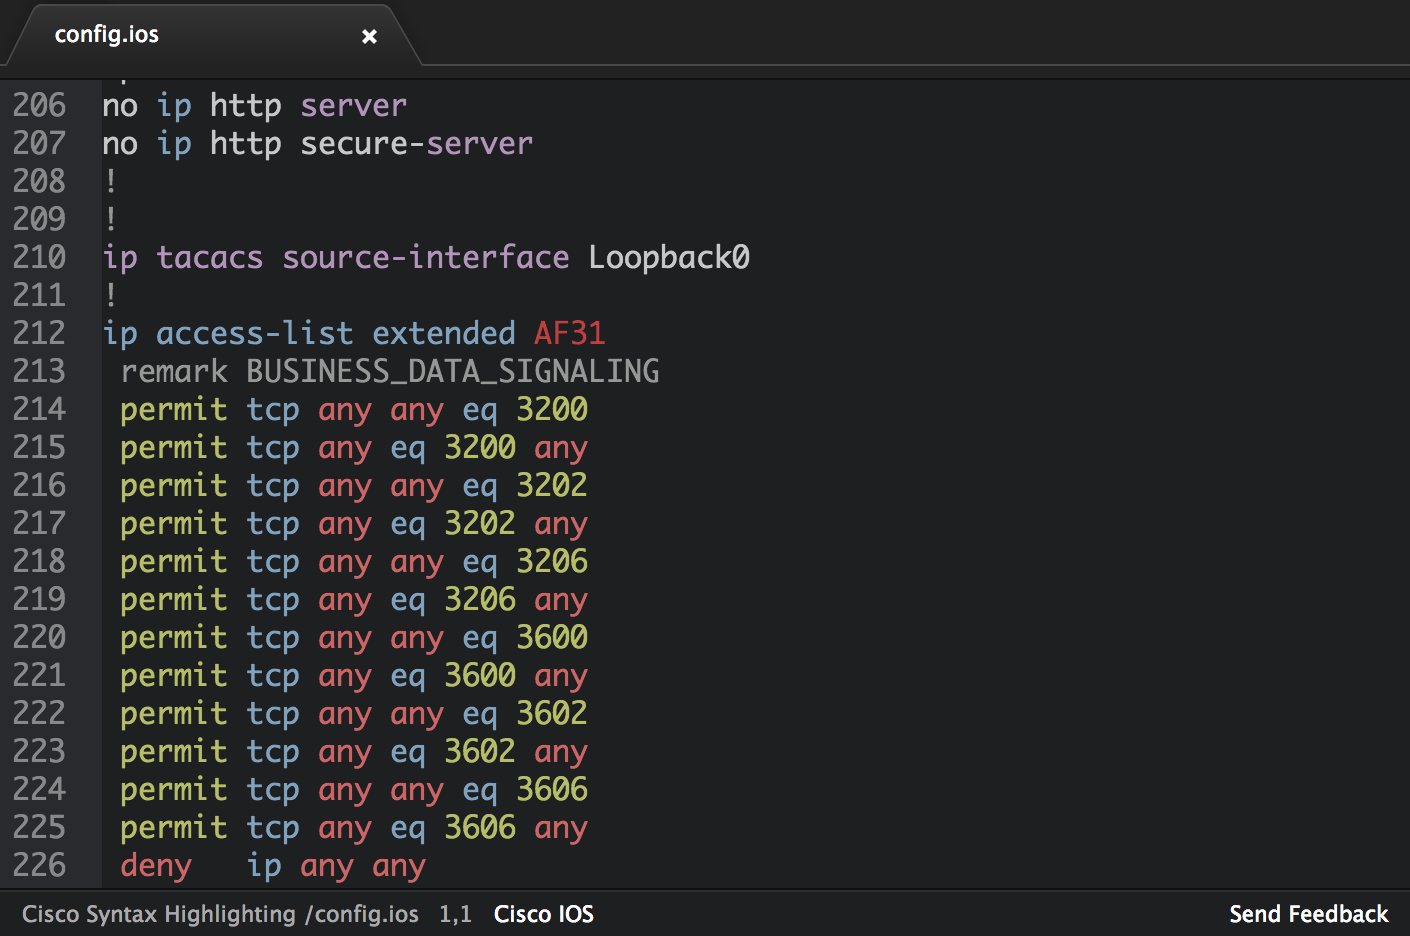 config.ios ×
206 no ip http server
207 no ip http secure-server
208 !
209 !
210 ip tacacs source-interface Loopback0
211 !
212 ip access-list extended AF31
213  remark BUSINESS_DATA_SIGNALING
214  permit tcp any any eq 3200
215  permit tcp any eq 3200 any
216  permit tcp any any eq 3202
217  permit tcp any eq 3202 any
218  permit tcp any any eq 3206
219  permit tcp any eq 3206 any
220  permit tcp any any eq 3600
221  permit tcp any eq 3600 any
222  permit tcp any any eq 3602
223  permit tcp any eq 3602 any
224  permit tcp any any eq 3606
225  permit tcp any eq 3606 any
226  deny   ip any any
Cisco Syntax Highlighting /config.ios 1,1 Cisco IOS Send Feedback